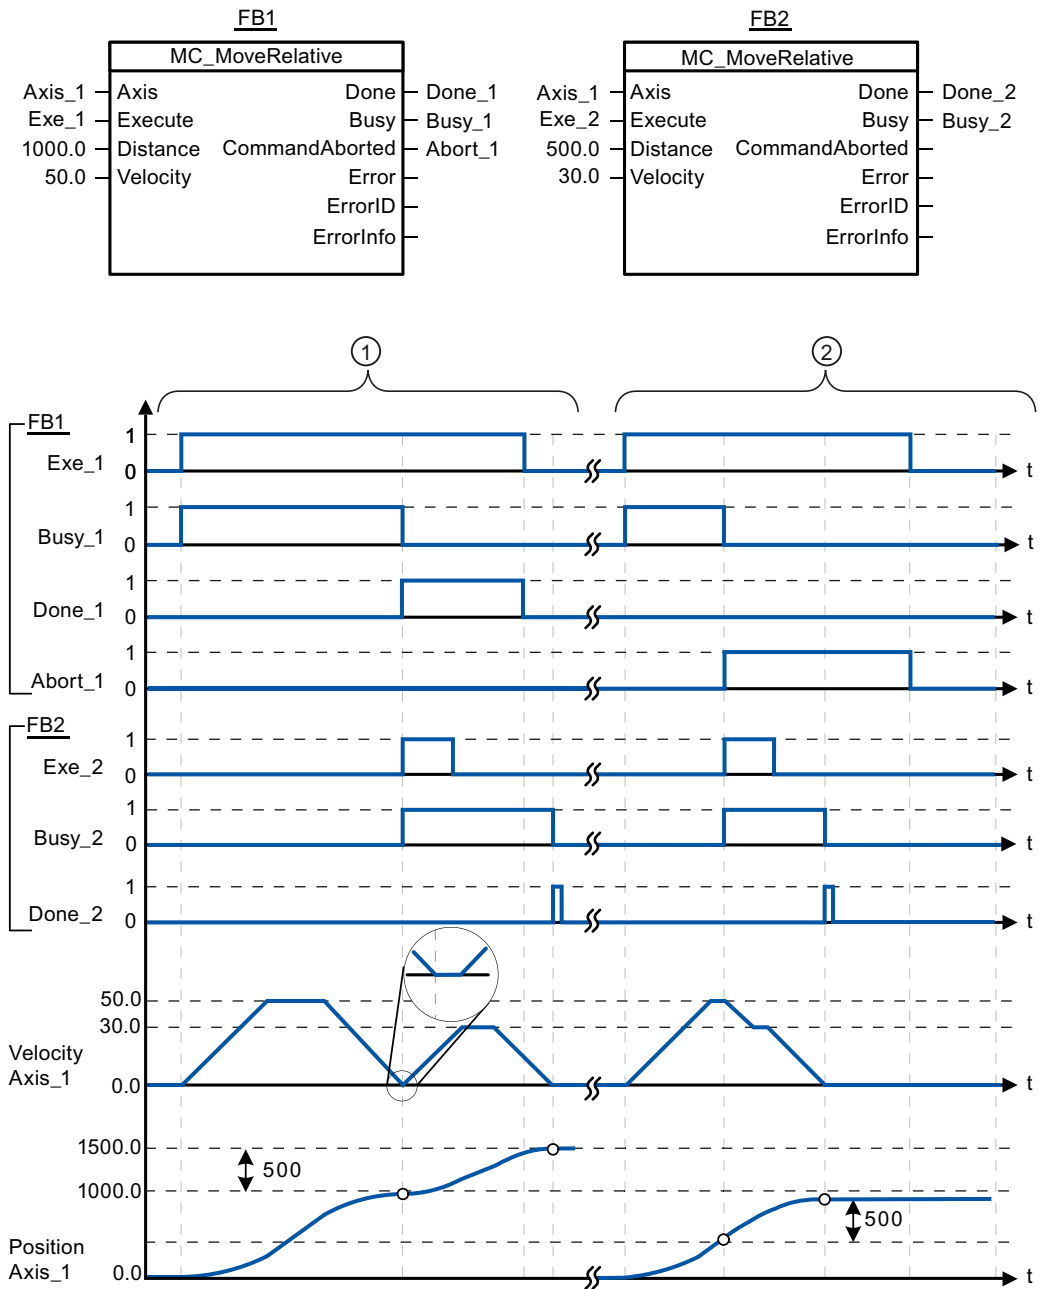 FB1
FB2
MC_MoveRelative
MC_MoveRelative
Axis_1 Axis Done Done_1
Exe_1 Execute Busy Busy_1
1000.0 Distance CommandAborted Abort_1
50.0 Velocity Error
ErrorID
ErrorInfo
Axis_1 Axis Done Done_2
Exe_2 Execute Busy Busy_2
500.0 Distance CommandAborted
30.0 Velocity Error
ErrorID
ErrorInfo
1
2
FB1
1
Exe_1 0 t
1
Busy_1 0 t
1
Done_1 0 t
1
Abort_1 0 t
FB2
1
Exe_2 0 t
1
Busy_2 0 t
1
Done_2 0 t
50.0
30.0
Velocity
Axis_1
0.0 t
1500.0
500
1000.0
500
Position
Axis_1
0.0 t